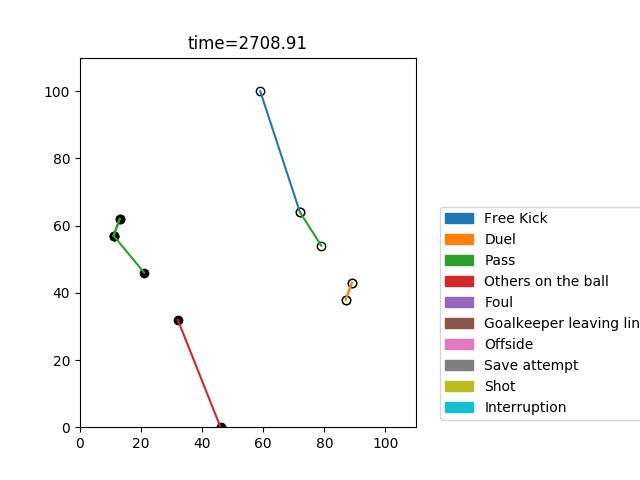 time=2708.91
100
80
60
40
20
0
0 20 40 60 80 100
Free Kick
Duel
Pass
Others on the ball
Foul
Goalkeeper leaving lin
Offside
Save attempt
Shot
Interruption